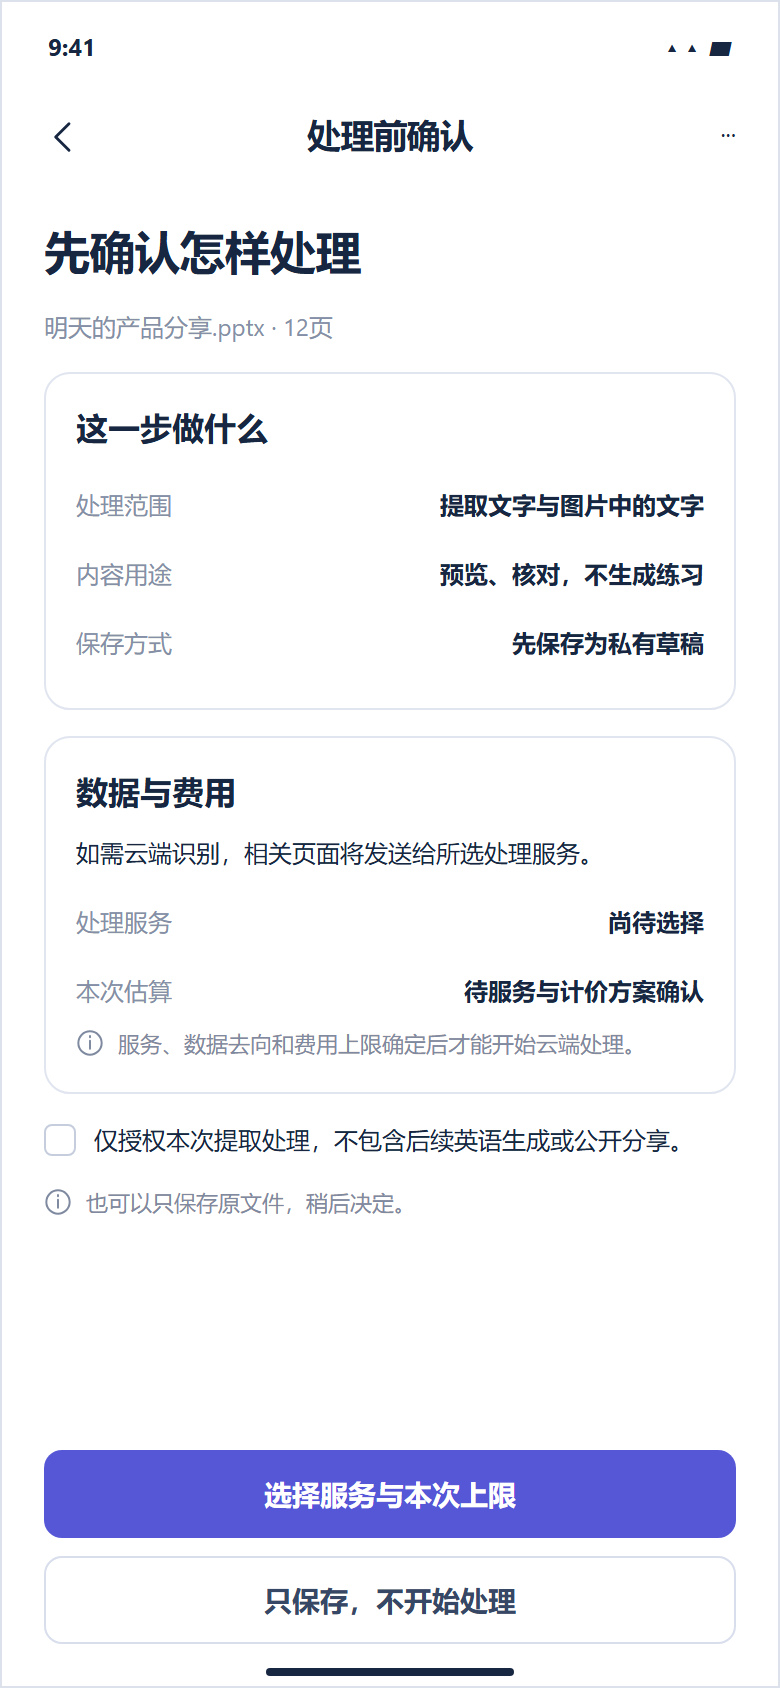 9:41
处理前确认
...
先确认怎样处理
明天的产品分享.pptx · 12页
这一步做什么
处理范围 提取文字与图片中的文字
内容用途 预览、核对，不生成练习
保存方式 先保存为私有草稿
数据与费用
如需云端识别，相关页面将发送给所选处理服务。
处理服务 尚待选择
本次估算 待服务与计价方案确认
服务、数据去向和费用上限确定后才能开始云端处理。
仅授权本次提取处理，不包含后续英语生成或公开分享。
也可以只保存原文件，稍后决定。
选择服务与本次上限
只保存，不开始处理